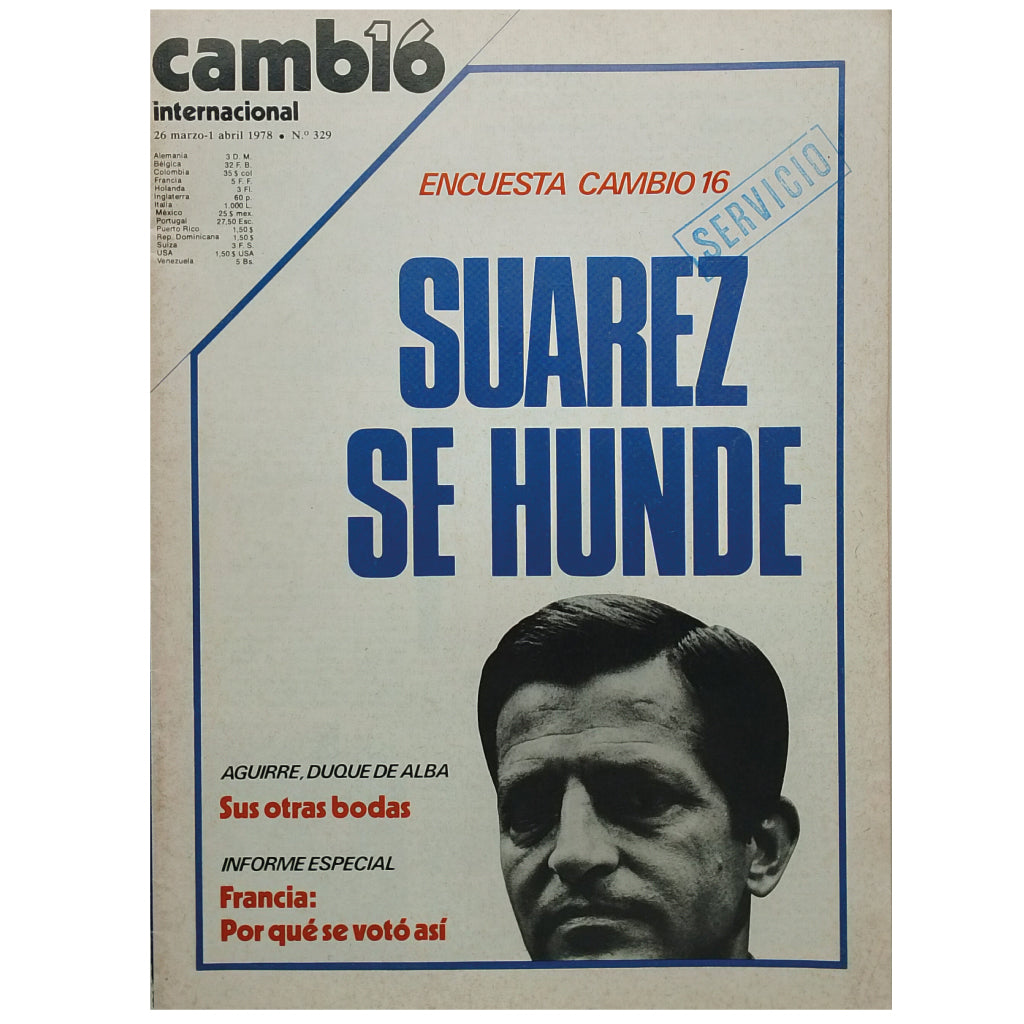 camb16
internacional
26 marzo-1 abril 1978 • N.º 329
Alemania 3 D. M.
Bélgica 32 F. B.
Colombia 35 $ col
Francia 5 F. F.
Holanda 3 Fl.
Inglaterra 60 p.
Italia 1.000 L.
México 25 $ mex.
Portugal 27,50 Esc.
Puerto Rico 1,50 $
Rep. Dominicana 1,50 $
Suiza 3 F. S.
USA 1,50 $ USA
Venezuela 5 Bs.
ENCUESTA CAMBIO 16
SERVICIO
SUAREZ
SE HUNDE
AGUIRRE, DUQUE DE ALBA
Sus otras bodas
INFORME ESPECIAL
Francia:
Por qué se votó así